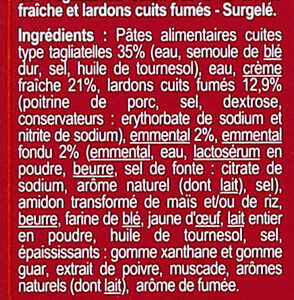 fraîche et lardons cuits fumés - Surgelé.
Ingrédients : Pâtes alimentaires cuites
type tagliatelles 35% (eau, semoule de blé
dur, sel, huile de tournesol), eau, crème
fraîche 21%, lardons cuits fumés 12,9%
(poitrine de porc, sel, dextrose,
conservateurs : erythorbate de sodium et
nitrite de sodium), emmental 2%, emmental
fondu 2% (emmental, eau, lactosérum en
poudre, beurre, sel de fonte : citrate de
sodium, arôme naturel (dont lait), sel),
amidon transformé de maïs et/ou de riz,
beurre, farine de blé, jaune d'œuf, lait entier
en poudre, huile de tournesol, sel,
épaississants : gomme xanthane et gomme
guar, extrait de poivre, muscade, arômes
naturels (dont lait), arôme de fumée.